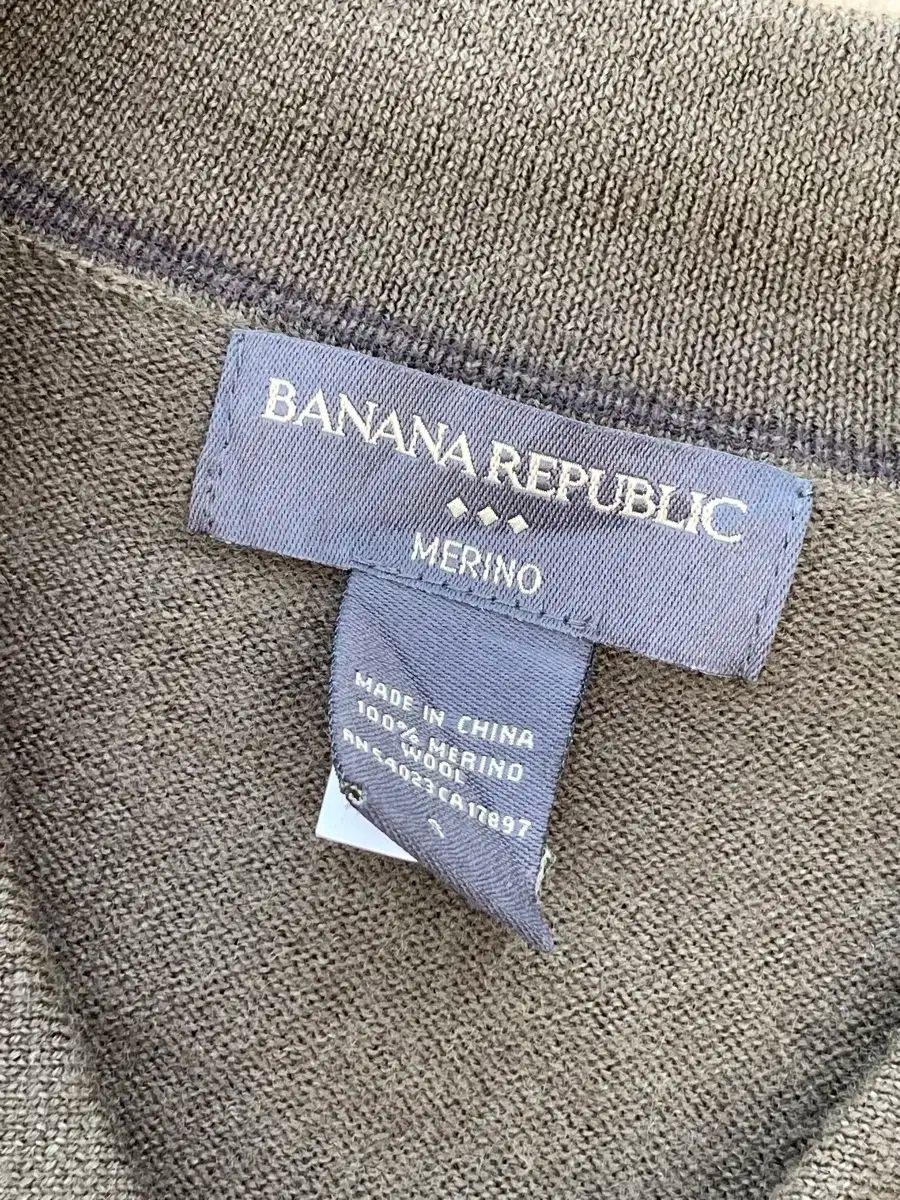 BANANA REPUBLIC
MERINO
MADE IN CHINA
100% MERINO
WOOL
RN 54023 CA 17897